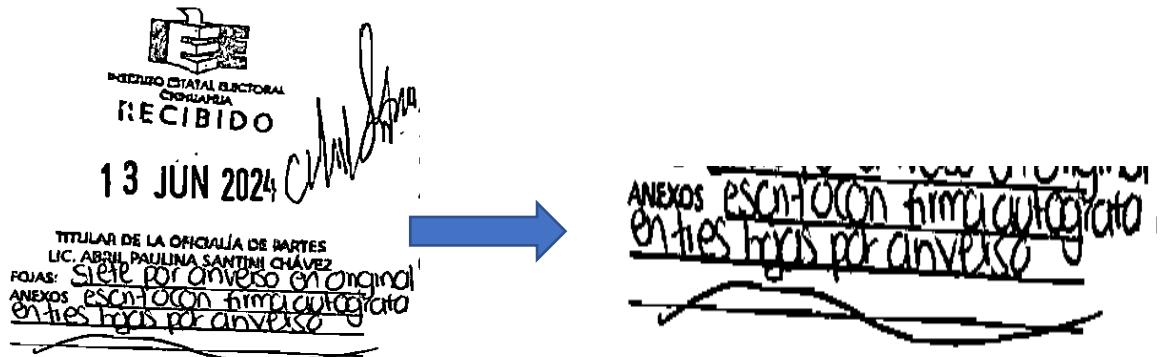 INSTITUTO ESTATAL ELECTORAL
CHIHUAHUA
RECIBIDO
13 JUN 2024
TITULAR DE LA OFICIALÍA DE PARTES
LIC. ABRIL PAULINA SANTINI CHÁVEZ
FOJAS: Siete por anverso en original
ANEXOS escrito con firma autógrafa
en tres hojas por anverso
ANEXOS escrito con firma autógrafa
en tres hojas por anverso